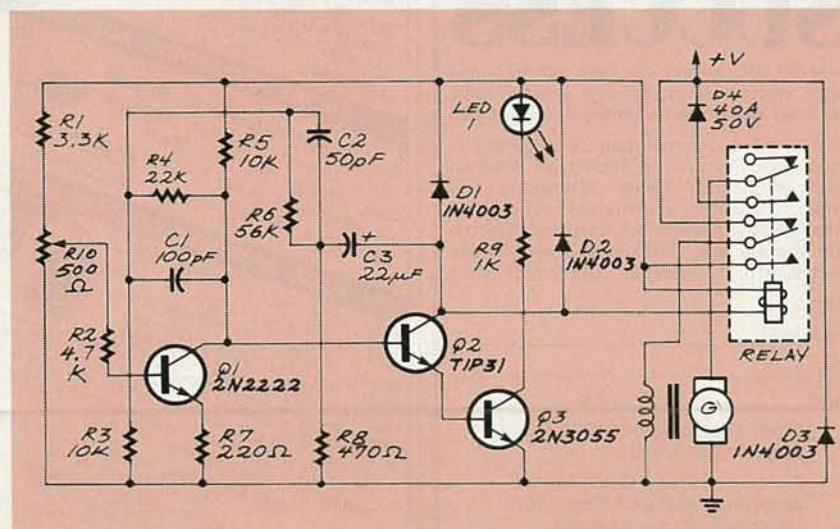 R1
3.3K
R4
22K
R5
10K
C2
50pF
LED
1
+V
D4
40A
50V
R10
500
Ω
C1
100pF
R6
56K
D1
1N4003
C3
22µF
R9
1K
D2
1N4003
R2
4.7
K
Q1
2N2222
Q2
TIP31
RELAY
R3
10K
R7
220Ω
R8
470Ω
Q3
2N3055
G
D3
1N4003